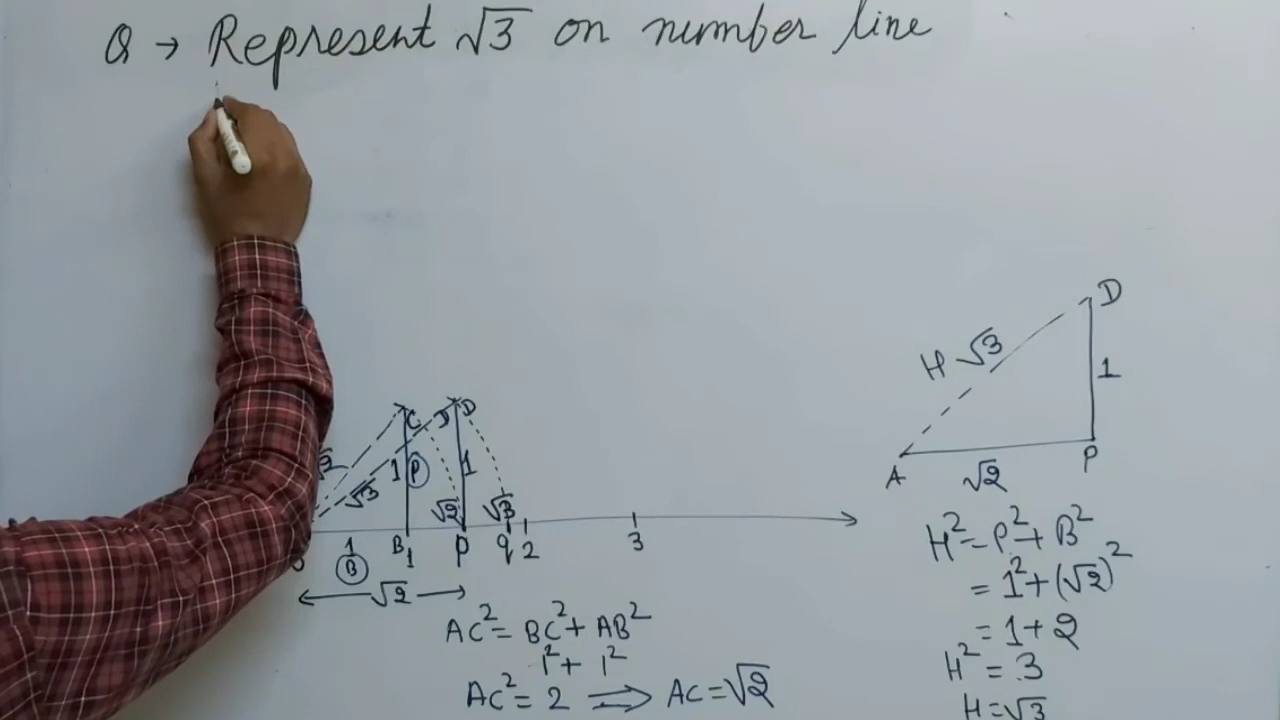 Q → Represent √3 on number line
C D D
√2 √3 1 P 1
√2 √3
1 B 1 P q 2 3
B
√2
AC² = BC² + AB²
1² + 1²
AC² = 2 ⟹ AC = √2
D
H √3
1
A √2 P
H² = P² + B²
= 1² + (√2)²
= 1 + 2
H² = 3
H = √3